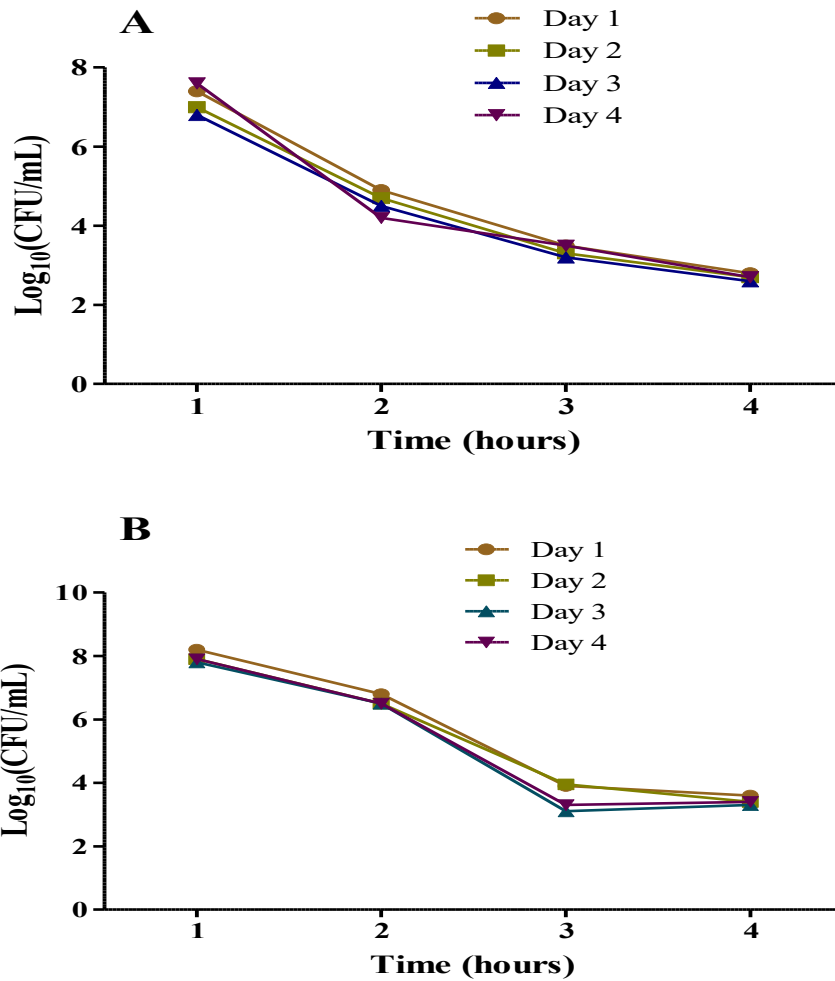 A
Day 1
Day 2
Day 3
Day 4
8
6
4
2
0
Log10(CFU/mL)
1 2 3 4
Time (hours)
B
Day 1
Day 2
Day 3
Day 4
10
8
6
4
2
0
Log10(CFU/mL)
1 2 3 4
Time (hours)